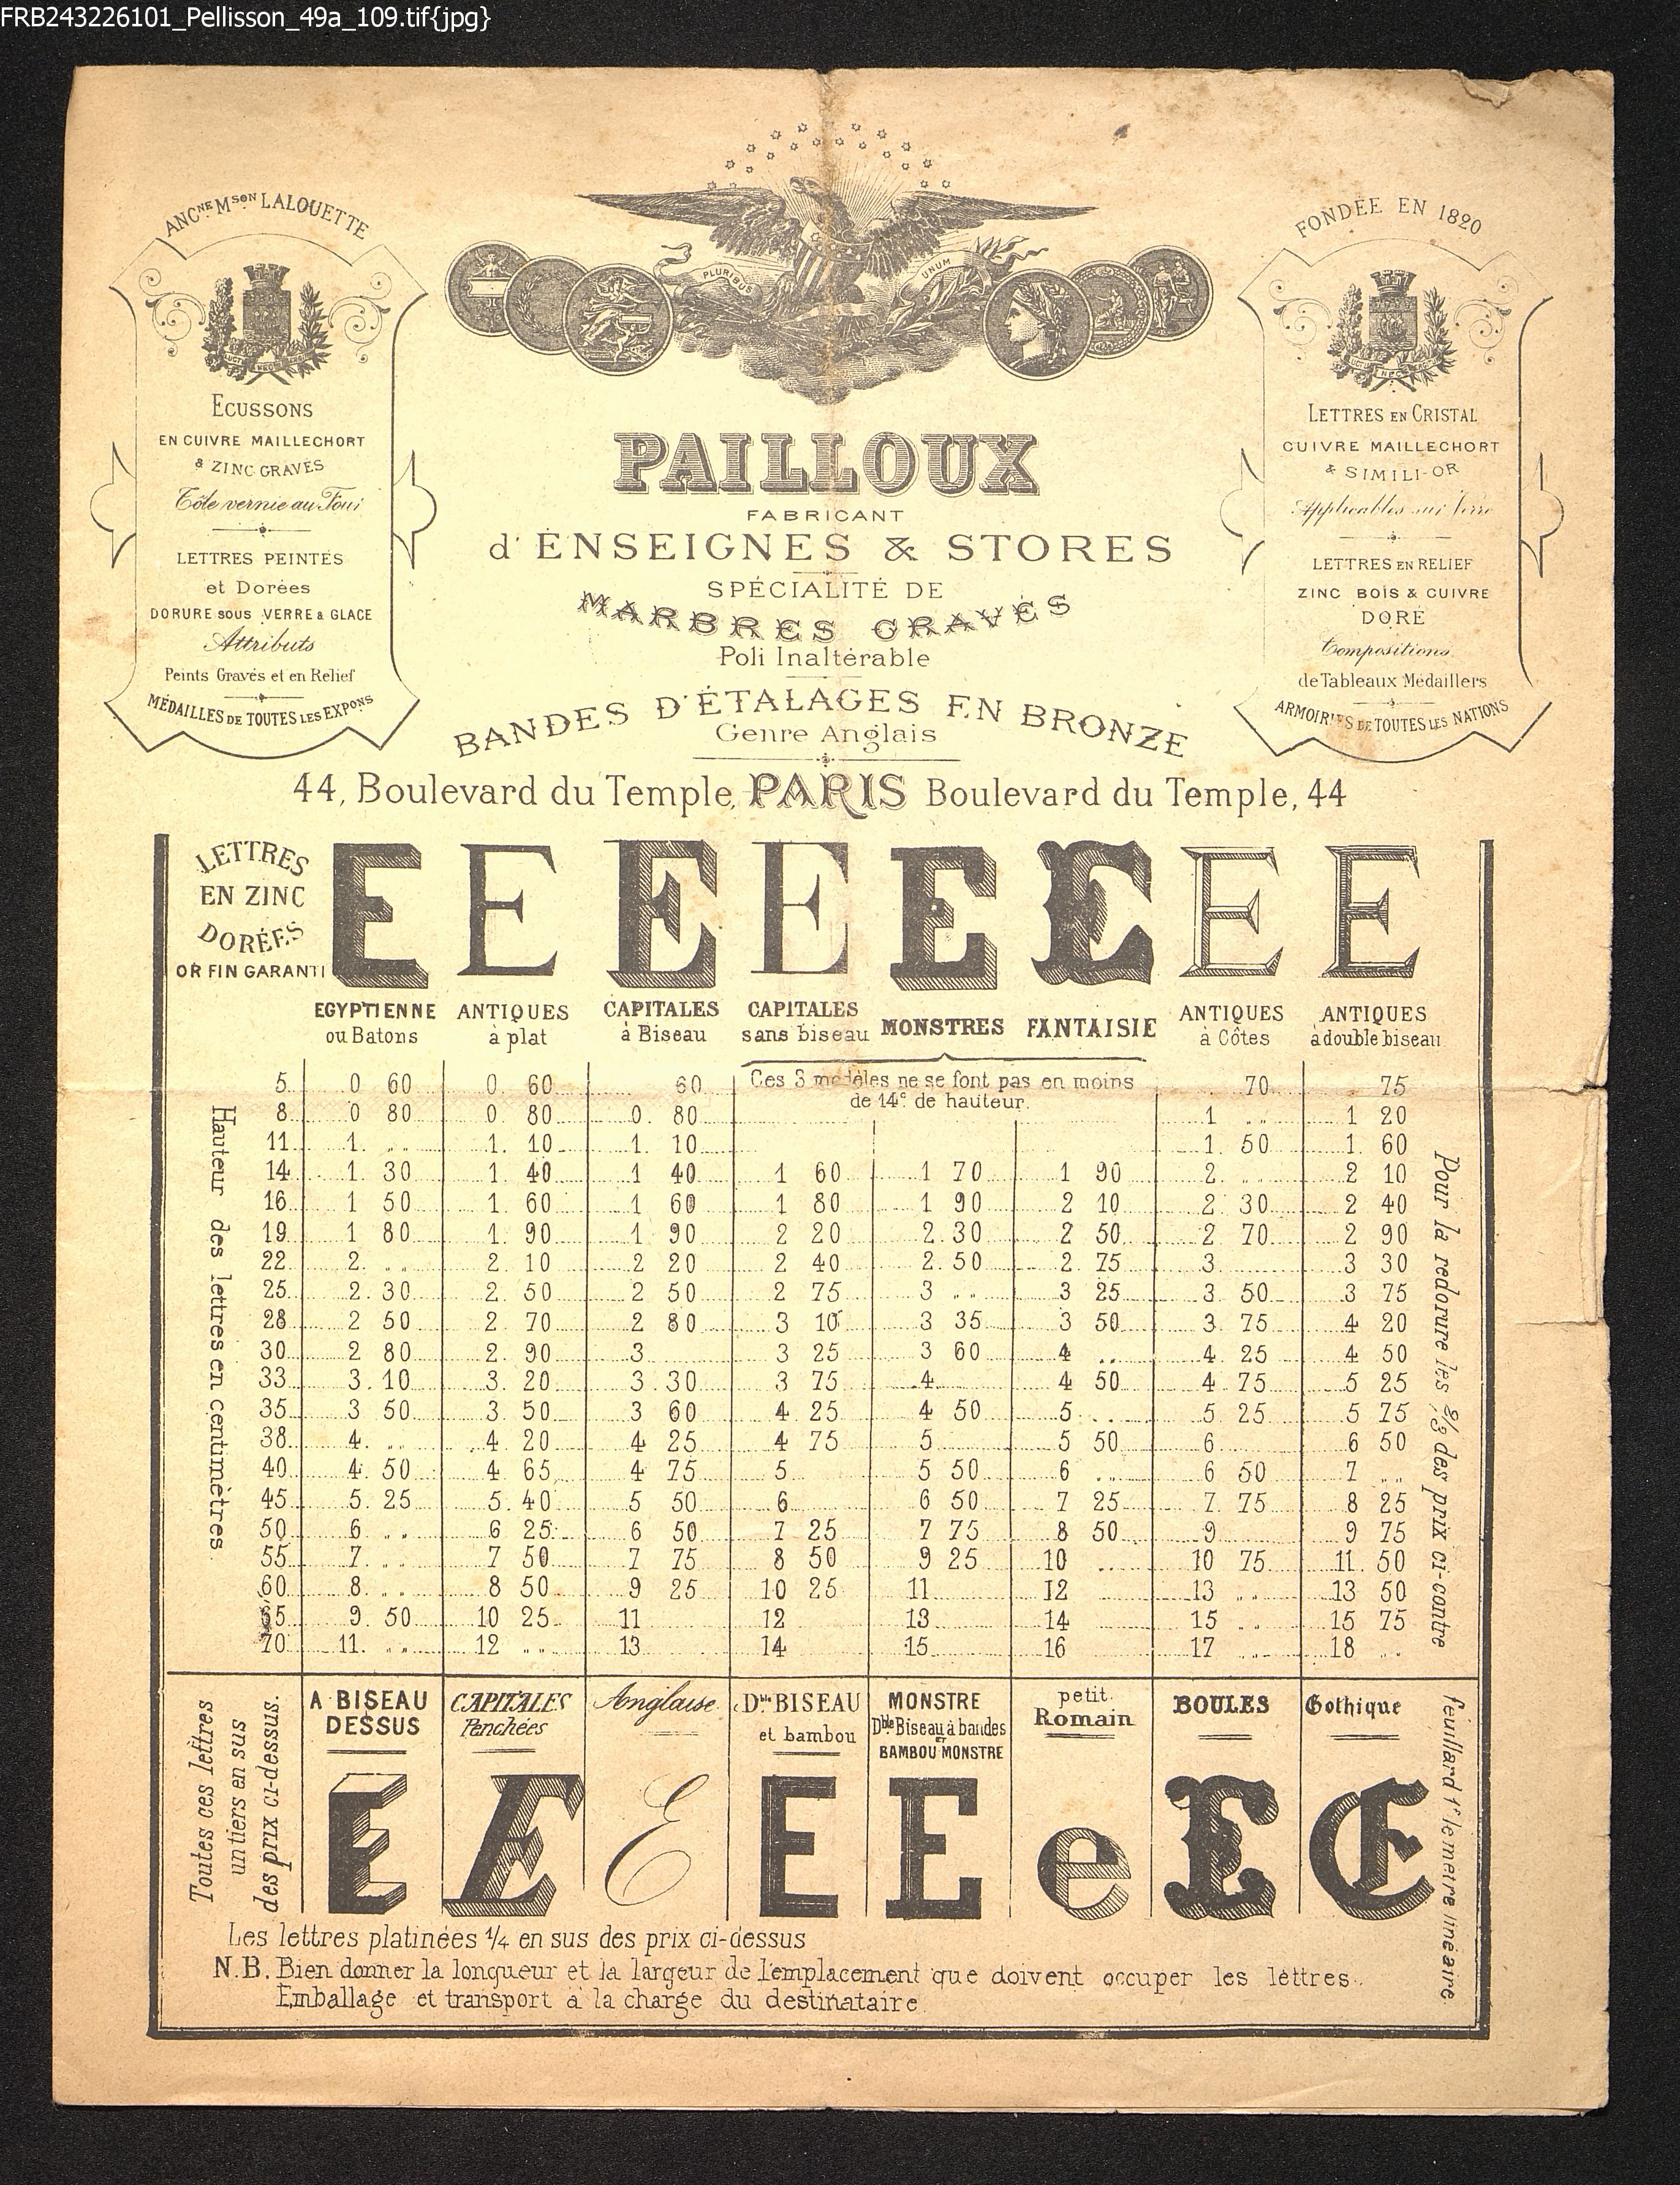 FRB243226101_Pellisson_49a_109.tif{jpg}
ANCNE MSON LALOUETTE
FONDÉE EN 1820
PLURIBUS
UNUM
ECUSSONS
EN CUIVRE MAILLECHORT
& ZINC GRAVÉS
Tôle vernie au Four
LETTRES PEINTES
et Dorées
DORURE SOUS VERRE & GLACE
Attributs
Peints Gravés et en Relief
MÉDAILLES DE TOUTES LES EXPONS
PAILLOUX
FABRICANT
d'ENSEIGNES & STORES
SPÉCIALITÉ DE
MARBRES GRAVÉS
Poli Inaltérable
BANDES D'ÉTALAGES EN BRONZE
Genre Anglais
LETTRES EN CRISTAL
CUIVRE MAILLECHORT
& SIMILI-OR
Applicables sur Verre
LETTRES EN RELIEF
ZINC BOIS & CUIVRE
DORÉ
Compositions
de Tableaux Médaillers
ARMOIRIES DE TOUTES LES NATIONS
44, Boulevard du Temple, PARIS Boulevard du Temple, 44
LETTRES
EN ZINC
DORÉES
OR FIN GARANTI
E E E E E E E E
EGYPTIENNE ou Batons
ANTIQUES à plat
CAPITALES à Biseau
CAPITALES sans biseau
MONSTRES
FANTAISIE
ANTIQUES à Côtes
ANTIQUES à double biseau
Ces 3 modèles ne se font pas en moins
de 14c de hauteur.
Hauteur des lettres en centimètres.
5 0 60 0 60 60 70 75
8 0 80 0 80 0 80 1 „ 1 20
11 1 „ 1 10 1 10 1 50 1 60
14 1 30 1 40 1 40 1 60 1 70 1 90 2 „ 2 10
16 1 50 1 60 1 60 1 80 1 90 2 10 2 30 2 40
19 1 80 1 90 1 90 2 20 2 30 2 50 2 70 2 90
22 2 „ 2 10 2 20 2 40 2 50 2 75 3 3 30
25 2 30 2 50 2 50 2 75 3 „ 3 25 3 50 3 75
28 2 50 2 70 2 80 3 10 3 35 3 50 3 75 4 20
30 2 80 2 90 3 3 25 3 60 4 „ 4 25 4 50
33 3 10 3 20 3 30 3 75 4 4 50 4 75 5 25
35 3 50 3 50 3 60 4 25 4 50 5 5 25 5 75
38 4 „ 4 20 4 25 4 75 5 5 50 6 6 50
40 4 50 4 65 4 75 5 5 50 6 „ 6 50 7 „
45 5 25 5 40 5 50 6 6 50 7 25 7 75 8 25
50 6 „ 6 25 6 50 7 25 7 75 8 50 9 9 75
55 7 „ 7 50 7 75 8 50 9 25 10 „ 10 75 11 50
60 8 „ 8 50 9 25 10 25 11 12 13 „ 13 50
65 9 50 10 25 11 12 13 14 15 „ 15 75
70 11 „ 12 „ 13 14 15 16 17 „ 18 „
Pour la redorure les 2/3 des prix ci-contre
Toutes ces lettres
un tiers en sus
des prix ci-dessus.
A BISEAU DESSUS
CAPITALES Penchées
Anglaise
Dble BISEAU et bambou
MONSTRE Dble Biseau à bandes ET BAMBOU MONSTRE
petit Romain
BOULES
Gothique
E E E E E e E E
feuillard 1f le mètre linéaire
Les lettres platinées 1/4 en sus des prix ci-dessus
N.B. Bien donner la longueur et la largeur de l'emplacement que doivent occuper les lettres.
Emballage et transport à la charge du destinataire.